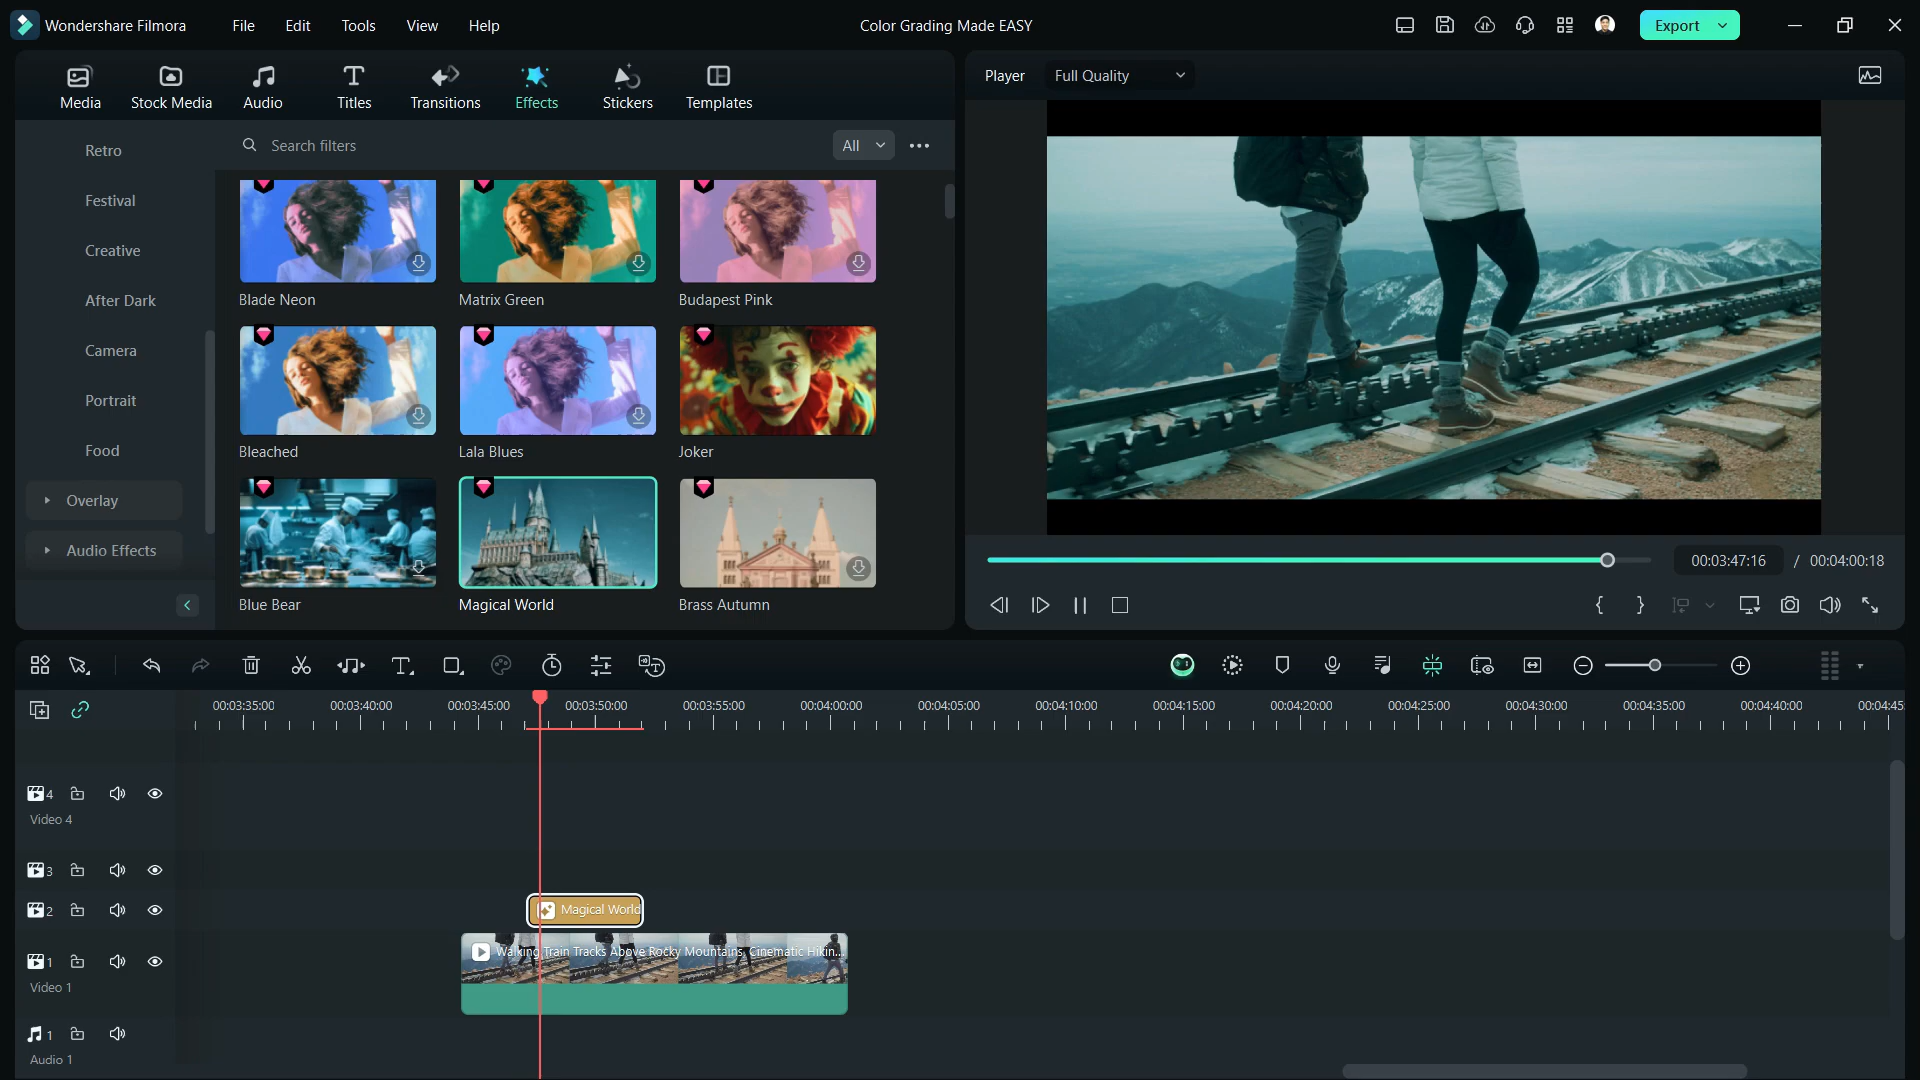 Wondershare Filmora
File Edit Tools View Help
Color Grading Made EASY
Export
Media
Stock Media
Audio
Titles
Transitions
Effects
Stickers
Templates
Player
Full Quality
Retro
Festival
Creative
After Dark
Camera
Portrait
Food
Overlay
Audio Effects
Search filters
All
Blade Neon
Matrix Green
Budapest Pink
Bleached
Lala Blues
Joker
Blue Bear
Magical World
Brass Autumn
00:03:47:16 / 00:04:00:18
{ }
00:03:35:00 00:03:40:00 00:03:45:00 00:03:50:00 00:03:55:00 00:04:00:00 00:04:05:00 00:04:10:00 00:04:15:00 00:04:20:00 00:04:25:00 00:04:30:00 00:04:35:00 00:04:40:00 00:04:45
4
Video 4
3
2
Magical World
1
Walking Train Tracks Above Rocky Mountains, Cinematic Hikin...
Video 1
1
Audio 1